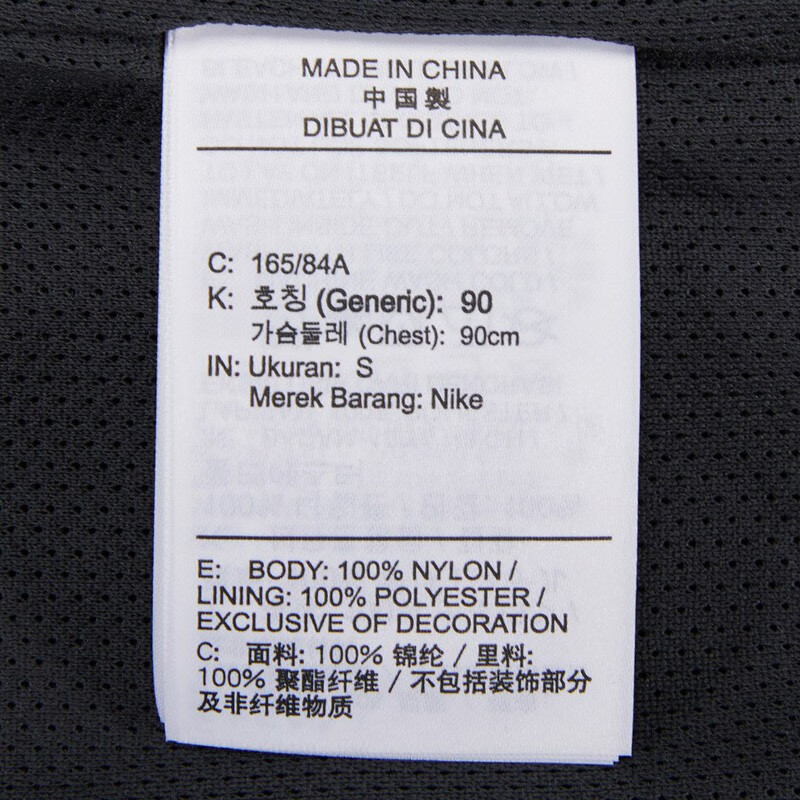 MADE IN CHINA
中国製
DIBUAT DI CINA
C: 165/84A
K: 호칭 (Generic): 90
가슴둘레 (Chest): 90cm
IN: Ukuran: S
Merek Barang: Nike
E: BODY: 100% NYLON /
LINING: 100% POLYESTER /
EXCLUSIVE OF DECORATION
C: 面料: 100% 锦纶 / 里料:
100% 聚酯纤维 / 不包括装饰部分
及非纤维物质